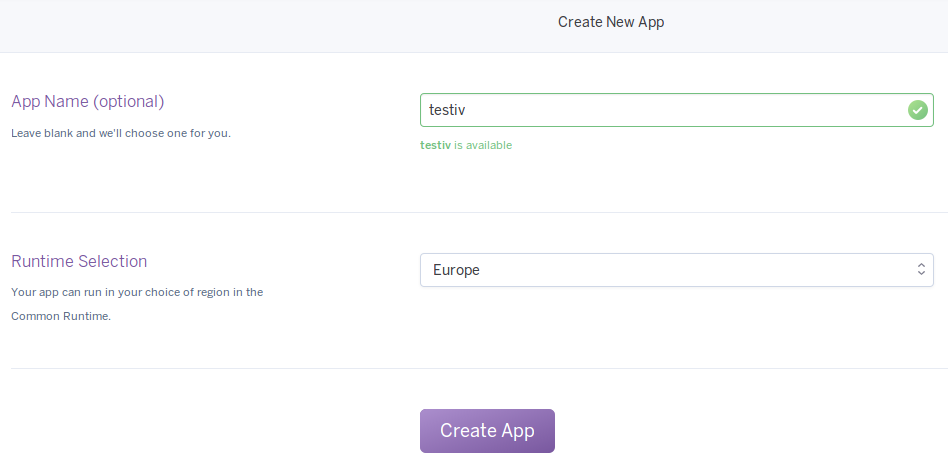 Create New App
App Name (optional)
Leave blank and we'll choose one for you.
testiv
testiv is available
Runtime Selection
Your app can run in your choice of region in the
Common Runtime.
Europe
Create App